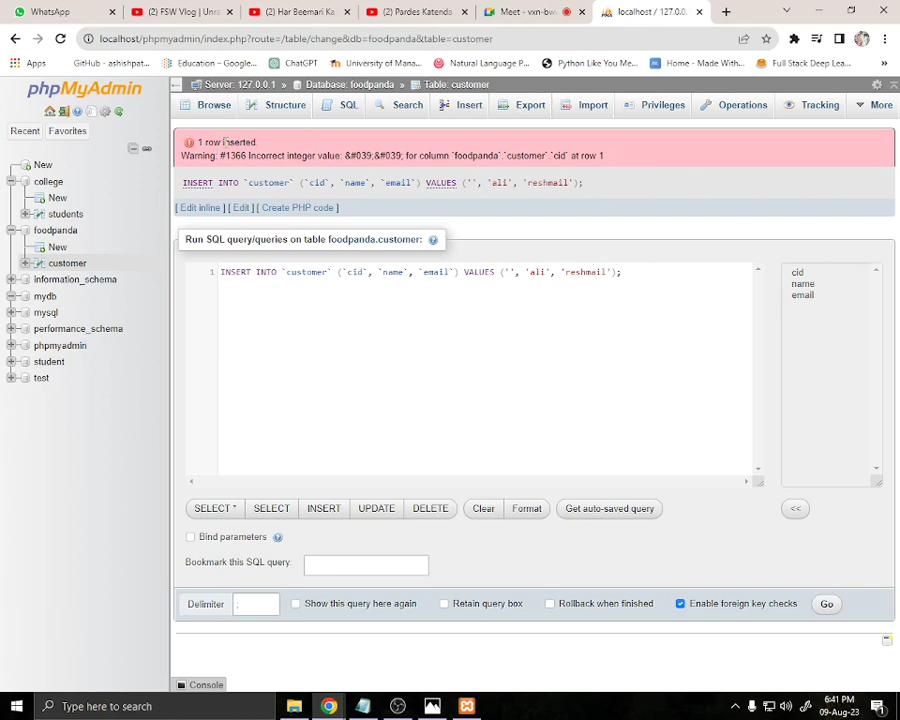 WhatsApp
(2) FSW Vlog | Unr
(2) Har Beemari Ka
(2) Pardes Katenda
Meet - vxn-bw
localhost / 127.0.0.
localhost/phpmyadmin/index.php?route=/table/change&db=foodpanda&table=customer
Apps
GitHub - ashishpat...
Education – Google...
ChatGPT
University of Mana...
Natural Language P...
Python Like You Me...
Home - Made With...
Full Stack Deep Lear...
phpMyAdmin
Recent
Favorites
New
college
New
students
foodpanda
New
customer
information_schema
mydb
mysql
performance_schema
phpmyadmin
student
test
Server: 127.0.0.1 » Database: foodpanda » Table: customer
Browse
Structure
SQL
Search
Insert
Export
Import
Privileges
Operations
Tracking
More
1 row inserted.
Warning: #1366 Incorrect integer value: &#039;&#039; for column `foodpanda`.`customer`.`cid` at row 1
INSERT INTO `customer` (`cid`, `name`, `email`) VALUES ('', 'ali', 'reshmail');
[ Edit inline ] [ Edit ] [ Create PHP code ]
Run SQL query/queries on table foodpanda.customer:
1 INSERT INTO `customer` (`cid`, `name`, `email`) VALUES ('', 'ali', 'reshmail');
cid
name
email
SELECT *
SELECT
INSERT
UPDATE
DELETE
Clear
Format
Get auto-saved query
<<
Bind parameters
Bookmark this SQL query:
Delimiter
;
Show this query here again
Retain query box
Rollback when finished
Enable foreign key checks
Go
Console
Type here to search
6:41 PM
09-Aug-23